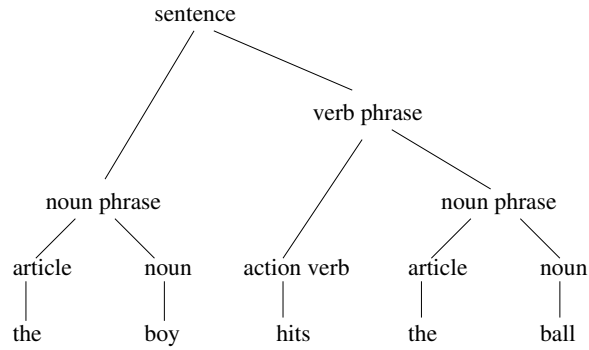 sentence
verb phrase
noun phrase noun phrase
article noun action verb article noun
the boy hits the ball